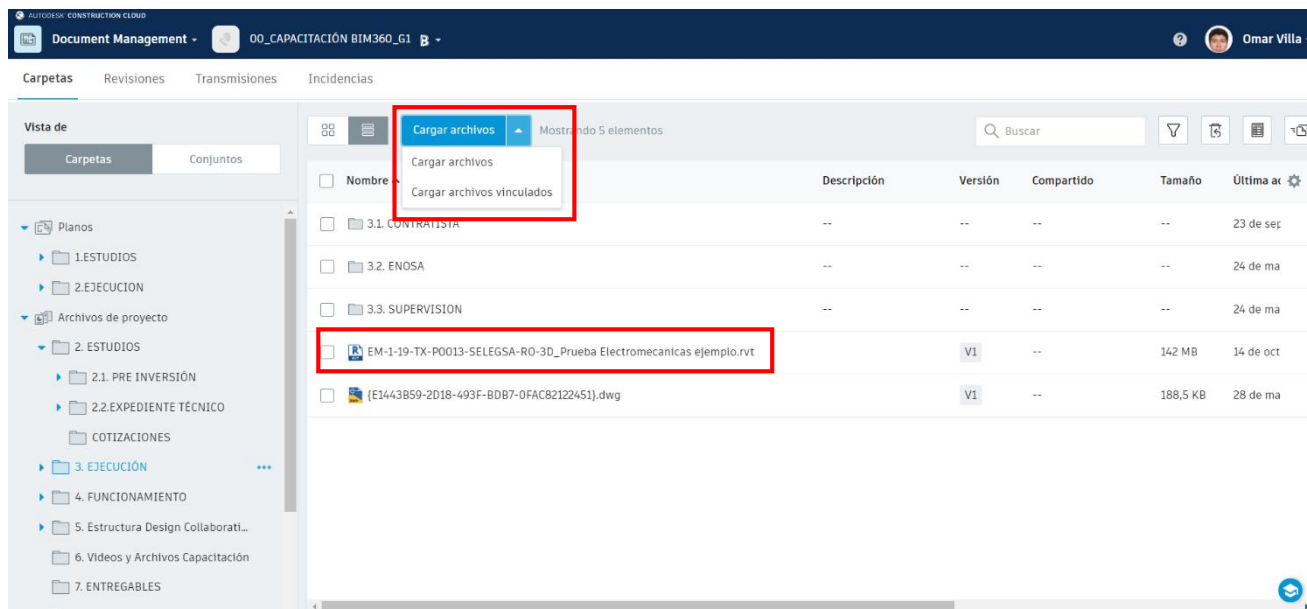 AUTODESK CONSTRUCTION CLOUD
Document Management 00_CAPACITACIÓN BIM360_G1 B Omar Villa
Carpetas Revisiones Transmisiones Incidencias
Vista de
Carpetas Conjuntos
Planos
1.ESTUDIOS
2.EJECUCION
Archivos de proyecto
2. ESTUDIOS
2.1. PRE INVERSIÓN
2.2.EXPEDIENTE TÉCNICO
COTIZACIONES
3. EJECUCIÓN
4. FUNCIONAMIENTO
5. Estructura Design Collaborati...
6. Videos y Archivos Capacitación
7. ENTREGABLES
Cargar archivos Mostrando 5 elementos Buscar
Cargar archivos
Cargar archivos vinculados
Nombre Descripción Versión Compartido Tamaño Última ac
3.1. CONTRATISTA -- -- -- -- 23 de sep
3.2. ENOSA -- -- -- -- 24 de ma
3.3. SUPERVISION -- -- -- -- 24 de ma
EM-1-19-TX-P0013-SELEGSA-RO-3D_Prueba Electromecanicas ejemplo.rvt V1 -- 142 MB 14 de oct
{E1443B59-2D18-493F-BDB7-0FAC82122451}.dwg V1 -- 188,5 KB 28 de ma